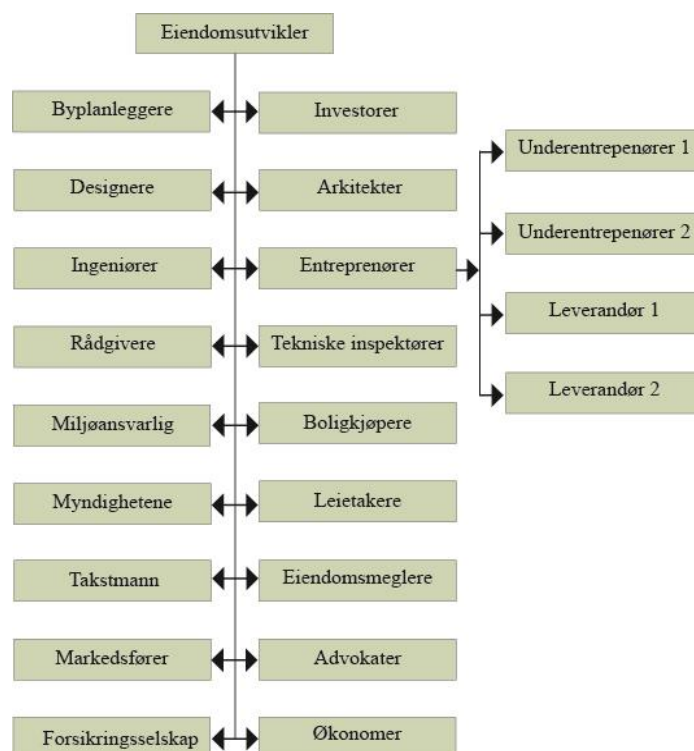 Eiendomsutvikler
Byplanleggere
Investorer
Underentrepenører 1
Designere
Arkitekter
Underentrepenører 2
Ingeniører
Entreprenører
Leverandør 1
Rådgivere
Tekniske inspektører
Leverandør 2
Miljøansvarlig
Boligkjøpere
Myndighetene
Leietakere
Takstmann
Eiendomsmeglere
Markedsfører
Advokater
Forsikringsselskap
Økonomer